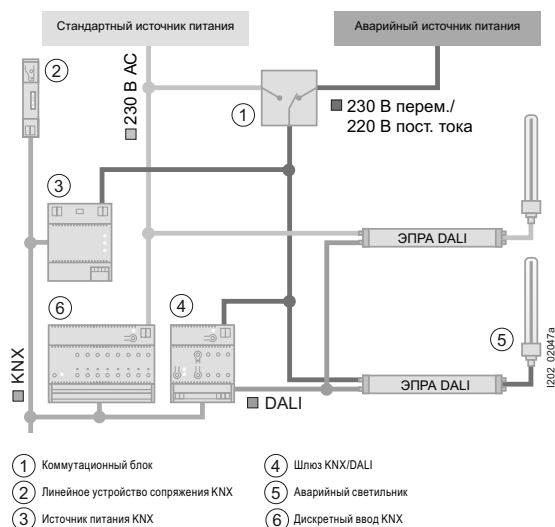 Стандартный источник питания
Аварийный источник питания
2
230 В AC
1
230 В перем./
220 В пост. тока
3
ЭПРА DALI
6
4
5
KNX
DALI
ЭПРА DALI
I202_02047a
1 Коммутационный блок
2 Линейное устройство сопряжения KNX
3 Источник питания KNX
4 Шлюз KNX/DALI
5 Аварийный светильник
6 Дискретный ввод KNX